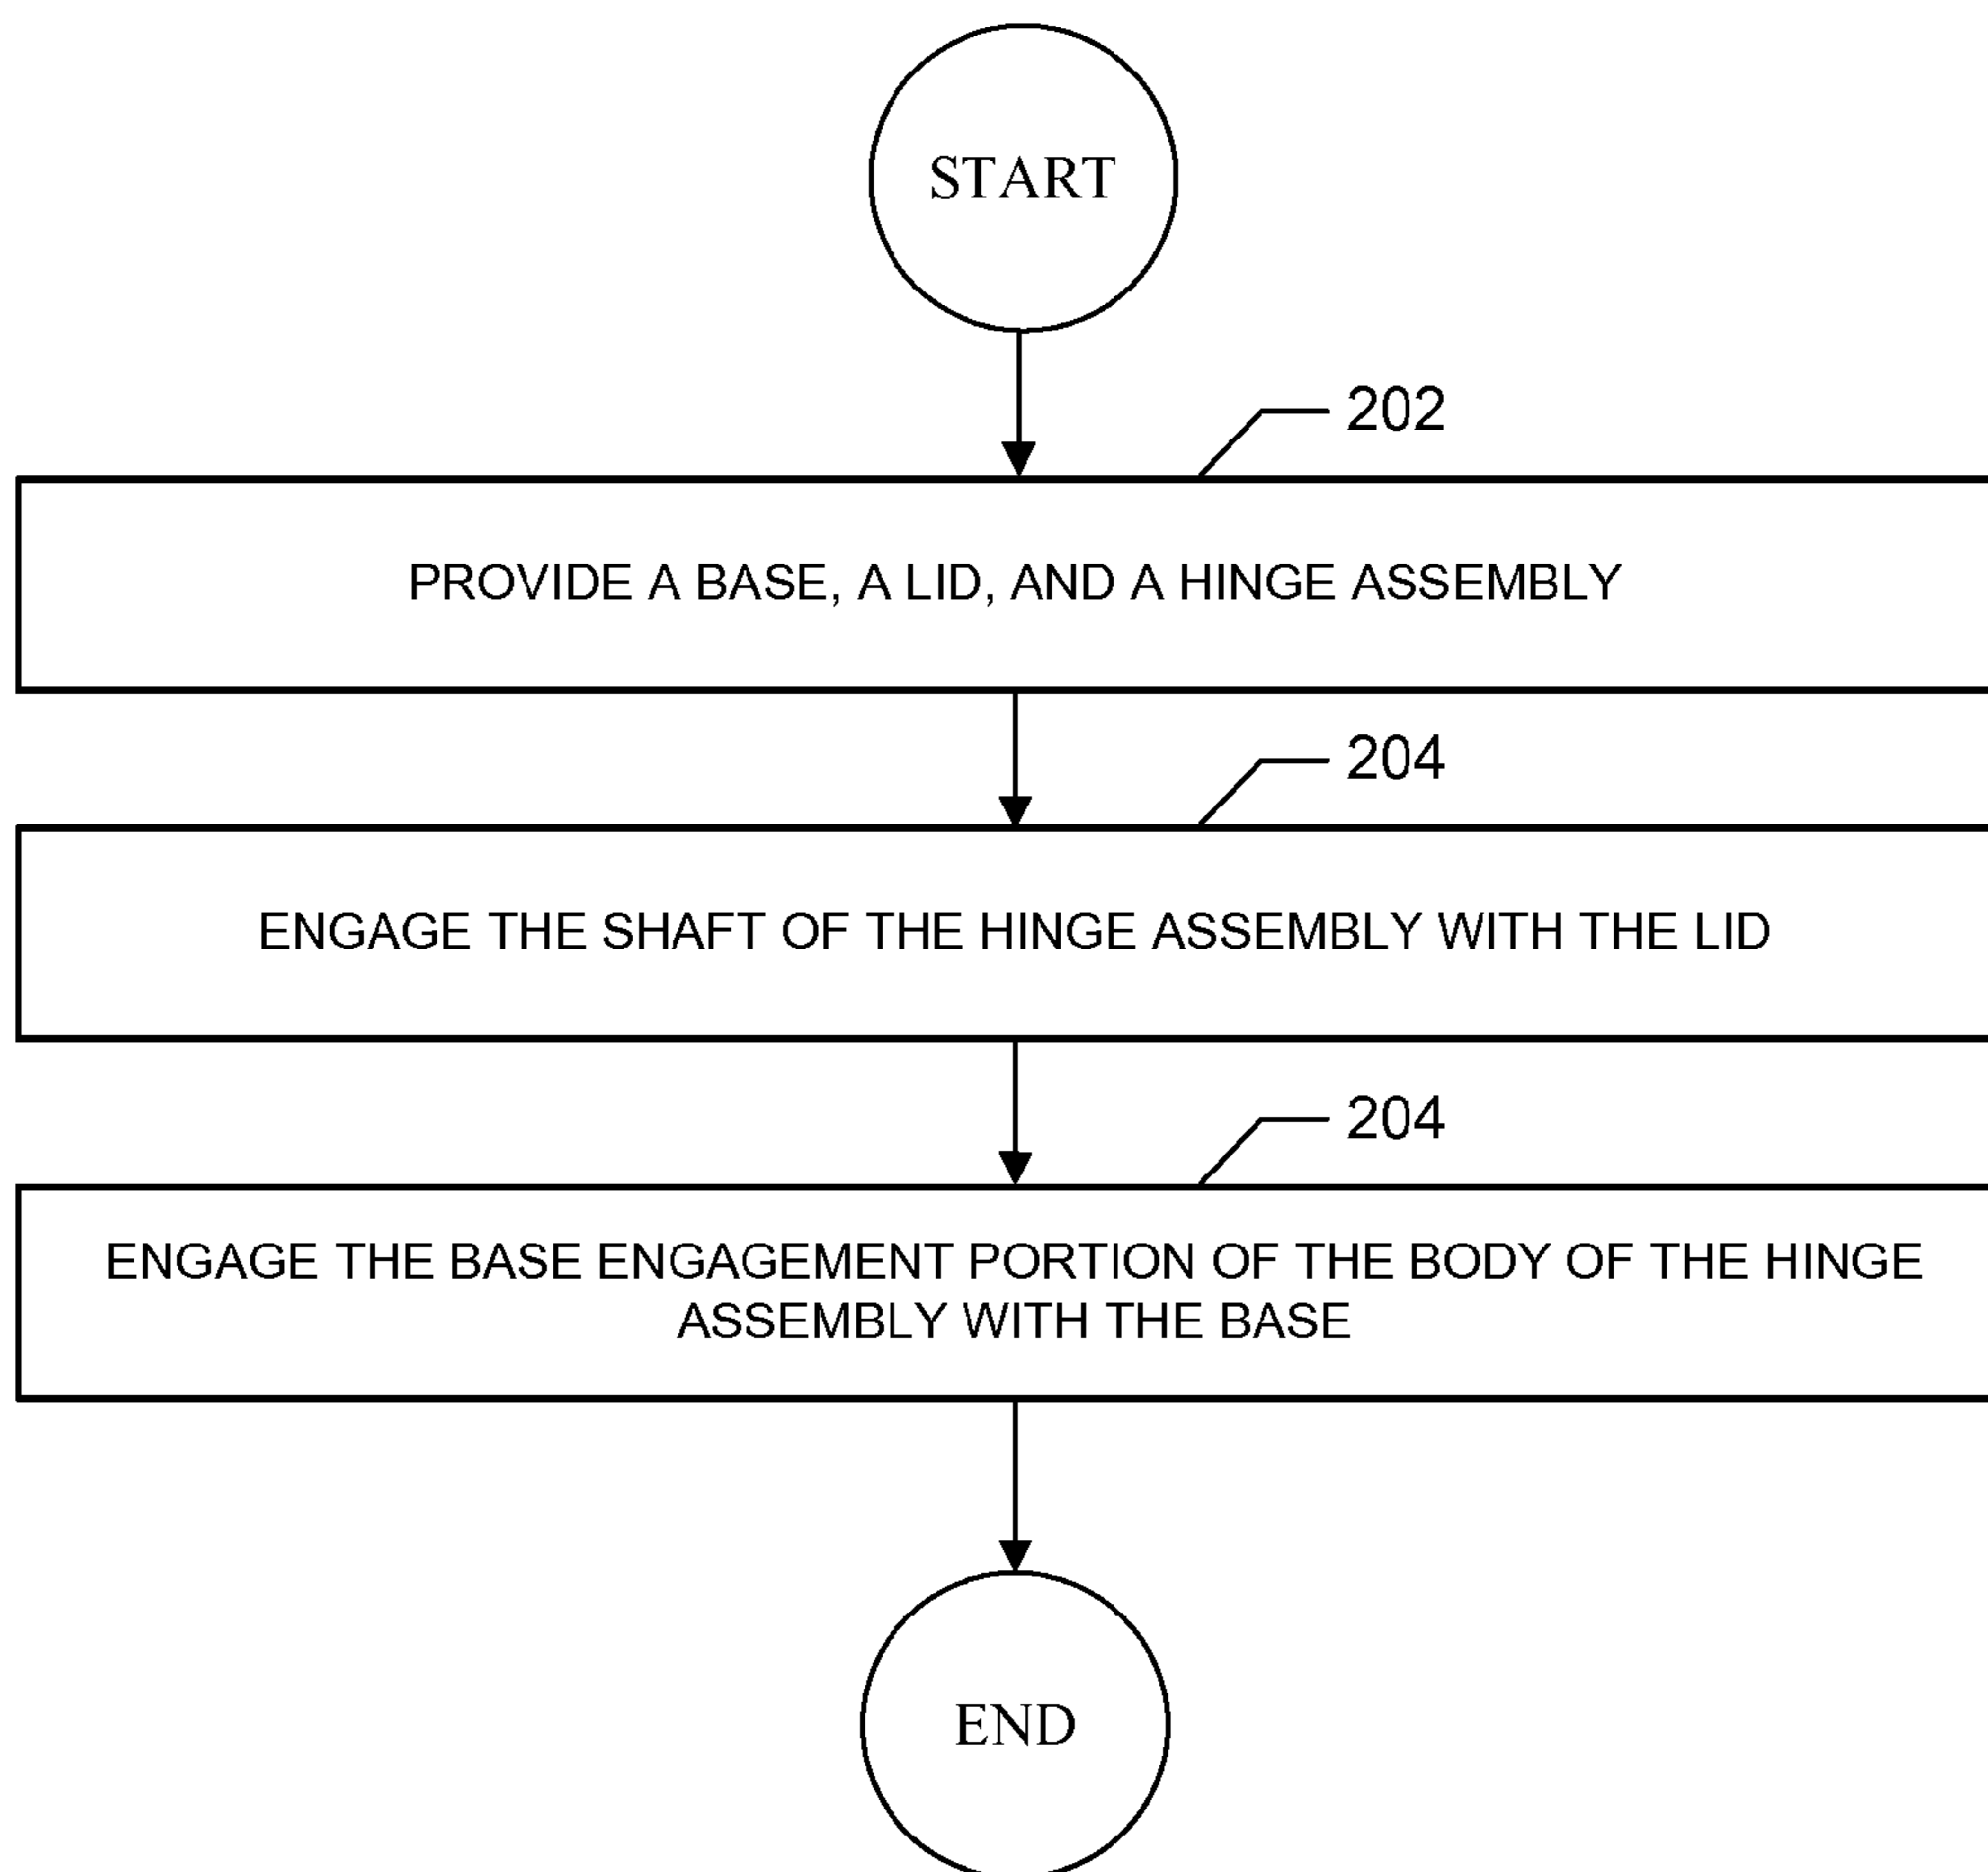 START
202
PROVIDE A BASE, A LID, AND A HINGE ASSEMBLY
204
ENGAGE THE SHAFT OF THE HINGE ASSEMBLY WITH THE LID
204
ENGAGE THE BASE ENGAGEMENT PORTION OF THE BODY OF THE HINGE
ASSEMBLY WITH THE BASE
END